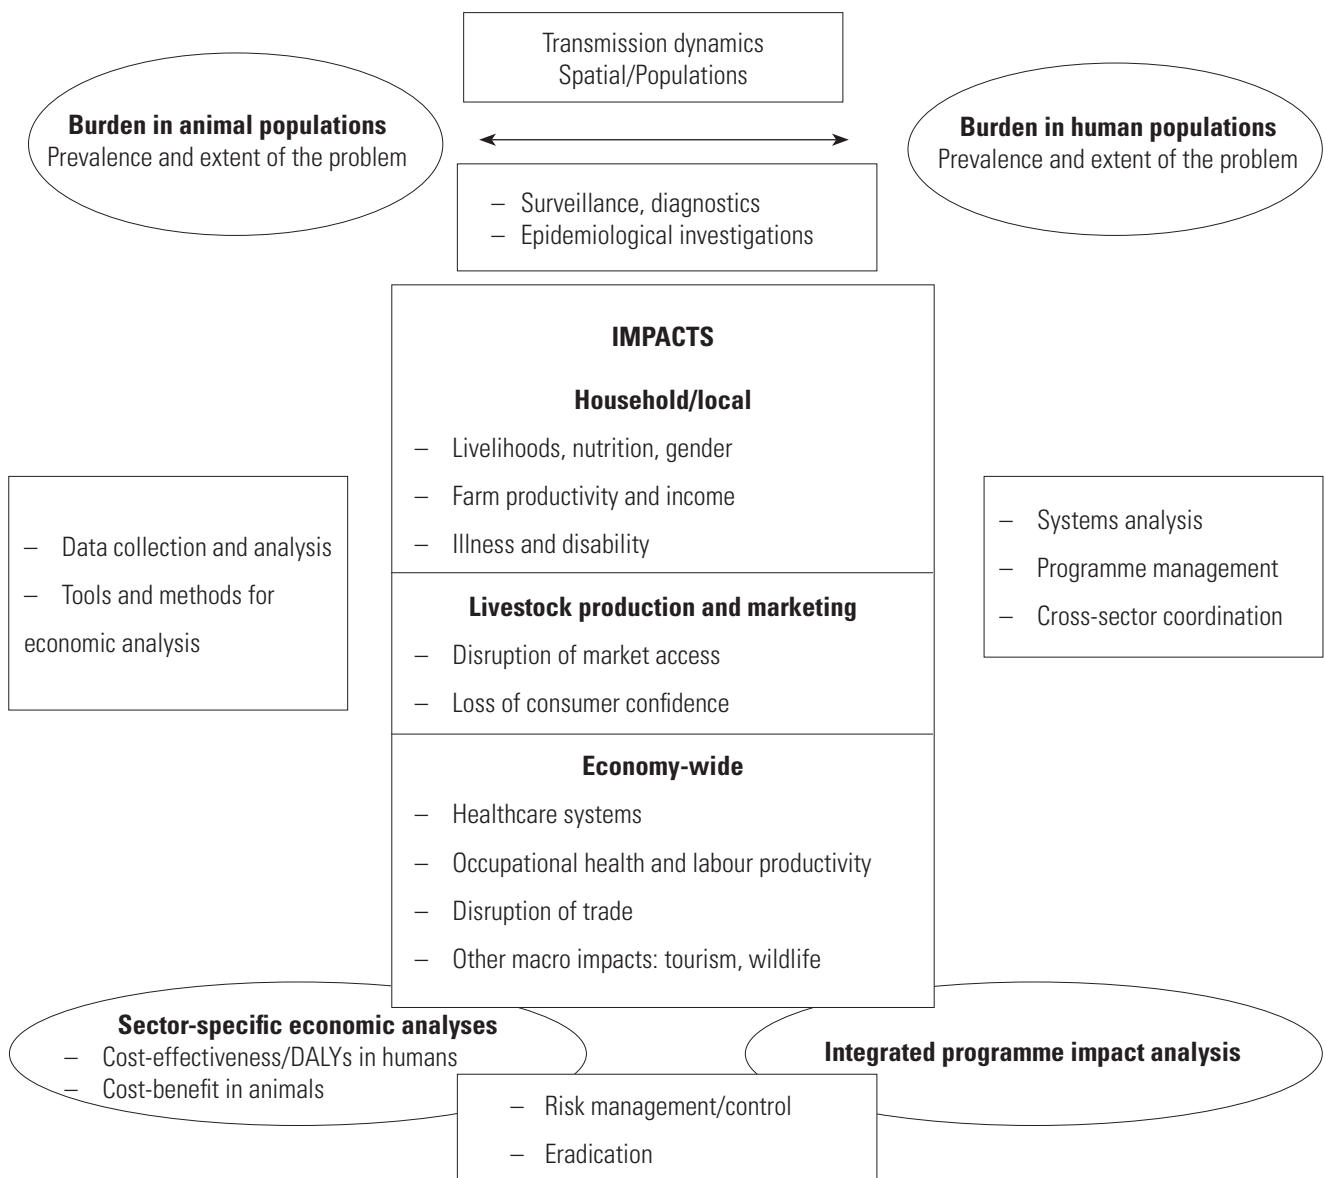 Transmission dynamics
Spatial/Populations
Burden in animal populations
Prevalence and extent of the problem
Burden in human populations
Prevalence and extent of the problem
– Surveillance, diagnostics
– Epidemiological investigations
IMPACTS
Household/local
– Livelihoods, nutrition, gender
– Farm productivity and income
– Illness and disability
– Data collection and analysis
– Tools and methods for
economic analysis
– Systems analysis
– Programme management
– Cross-sector coordination
Livestock production and marketing
– Disruption of market access
– Loss of consumer confidence
Economy-wide
– Healthcare systems
– Occupational health and labour productivity
– Disruption of trade
– Other macro impacts: tourism, wildlife
Sector-specific economic analyses
– Cost-effectiveness/DALYs in humans
– Cost-benefit in animals
Integrated programme impact analysis
– Risk management/control
– Eradication